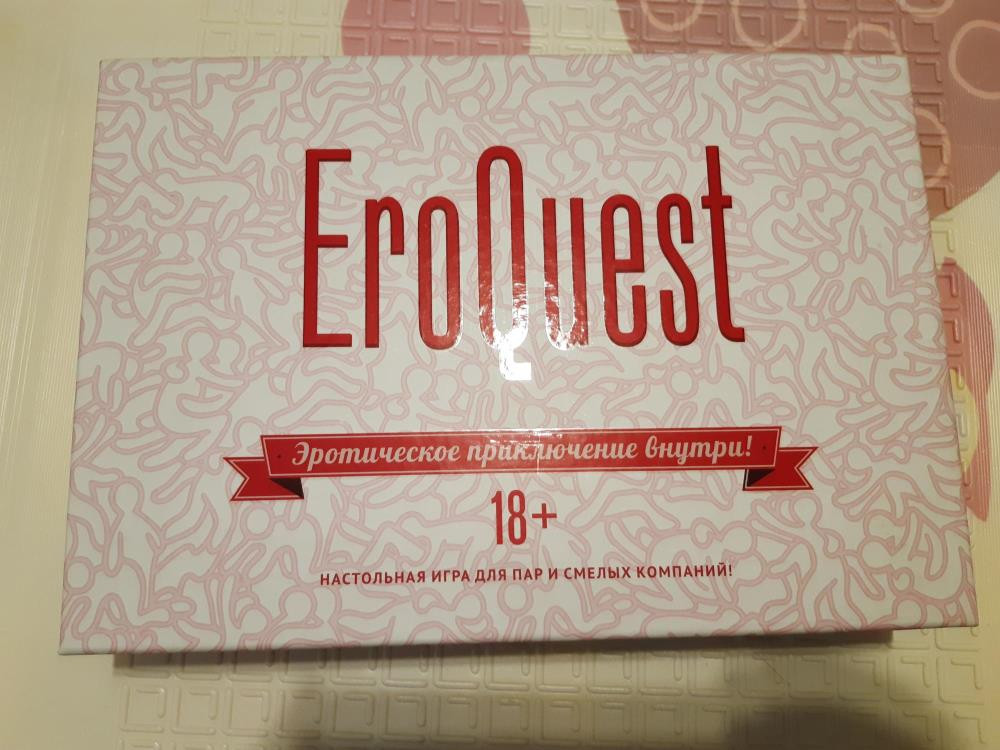 EroQuest
Эротическое приключение внутри!
18+
НАСТОЛЬНАЯ ИГРА ДЛЯ ПАР И СМЕЛЫХ КОМПАНИЙ!